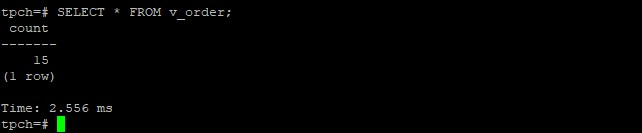 tpch=# SELECT * FROM v_order;
 count
-------
    15
(1 row)

Time: 2.556 ms
tpch=#